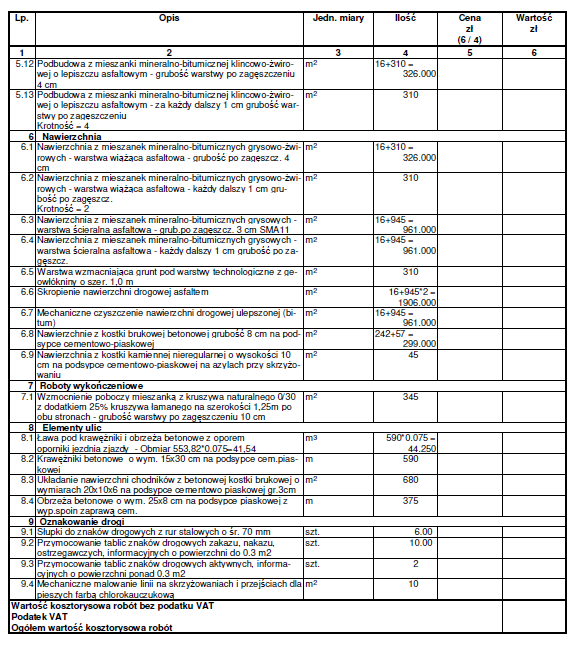 Lp. Opis Jedn. miary Ilość Cena Wartość
zł zł
(6 / 4)
1 2 3 4 5 6
5.12 Podbudowa z mieszanki mineralno-bitumicznej klincowo-żwiro- m² 16+310 =
wej o lepiszczu asfaltowym - grubość warstwy po zagęszczeniu 326.000
4 cm
5.13 Podbudowa z mieszanki mineralno-bitumicznej klincowo-żwiro- m² 310
wej o lepiszczu asfaltowym - za każdy dalszy 1 cm grubość war-
stwy po zagęszczeniu
Krotność = 4
6 Nawierzchnia
6.1 Nawierzchnia z mieszanek mineralno-bitumicznych grysowo-żwi- m² 16+310 =
rowych - warstwa wiążąca asfaltowa - grubość po zagęszcz. 4 326.000
cm
6.2 Nawierzchnia z mieszanek mineralno-bitumicznych grysowo-żwi- m² 310
rowych - warstwa wiążąca asfaltowa - każdy dalszy 1 cm gru-
bość po zagęszcz.
Krotność = 2
6.3 Nawierzchnia z mieszanek mineralno-bitumicznych grysowych - m² 16+945 =
warstwa ścieralna asfaltowa - grub.po zagęszcz. 3 cm SMA11 961.000
6.4 Nawierzchnia z mieszanek mineralno-bitumicznych grysowych - m² 16+945 =
warstwa ścieralna asfaltowa - każdy dalszy 1 cm grubość po za- 961.000
gęszcz.
6.5 Warstwa wzmacniająca grunt pod warstwy technologiczne z ge- m² 310
owłókniny o szer. 1,0 m
6.6 Skropienie nawierzchni drogowej asfaltem m² 16+945*2 =
1906.000
6.7 Mechaniczne czyszczenie nawierzchni drogowej ulepszonej (bi- m² 16+945 =
tum) 961.000
6.8 Nawierzchnie z kostki brukowej betonowej grubość 8 cm na pod- m² 242+57 =
sypce cementowo-piaskowej 299.000
6.9 Nawierzchnia z kostki kamiennej nieregularnej o wysokości 10 m² 45
cm na podsypce cementowo-piaskowej na azylach przy skrzyżo-
waniu
7 Roboty wykończeniowe
7.1 Wzmocnienie poboczy mieszanką z kruszywa naturalnego 0/30 m² 345
z dodatkiem 25% kruszywa łamanego na szerokości 1,25m po
obu stronach - grubość warstwy po zagęszczeniu 10 cm
8 Elementy ulic
8.1 Ława pod krawężniki i obrzeża betonowe z oporem m³ 590*0.075 =
oporniki jezdnia zjazdy - Obmiar 553,82*0.075=41,54 44.250
8.2 Krawężniki betonowe o wym. 15x30 cm na podsypce cem.pias- m 590
kowej
8.3 Układanie nawierzchni chodników z betonowej kostki brukowej o m² 680
wymiarach 20x10x6 na podsypce cementowo piaskowej gr.3cm
8.4 Obrzeża betonowe o wym. 25x8 cm na podsypce piaskowej z m 375
wyp.spoin zaprawą cem.
9 Oznakowanie drogi
9.1 Słupki do znaków drogowych z rur stalowych o śr. 70 mm szt. 6.00
9.2 Przymocowanie tablic znaków drogowych zakazu, nakazu, szt. 10.00
ostrzegawczych, informacyjnych o powierzchni do 0.3 m2
9.3 Przymocowanie tablic znaków drogowych aktywnych, informa- szt. 2
cyjnych o powierzchni ponad 0.3 m2
9.4 Mechaniczne malowanie linii na skrzyżowaniach i przejściach dla m² 10
pieszych farbą chlorokauczukową
Wartość kosztorysowa robót bez podatku VAT
Podatek VAT
Ogółem wartość kosztorysowa robót